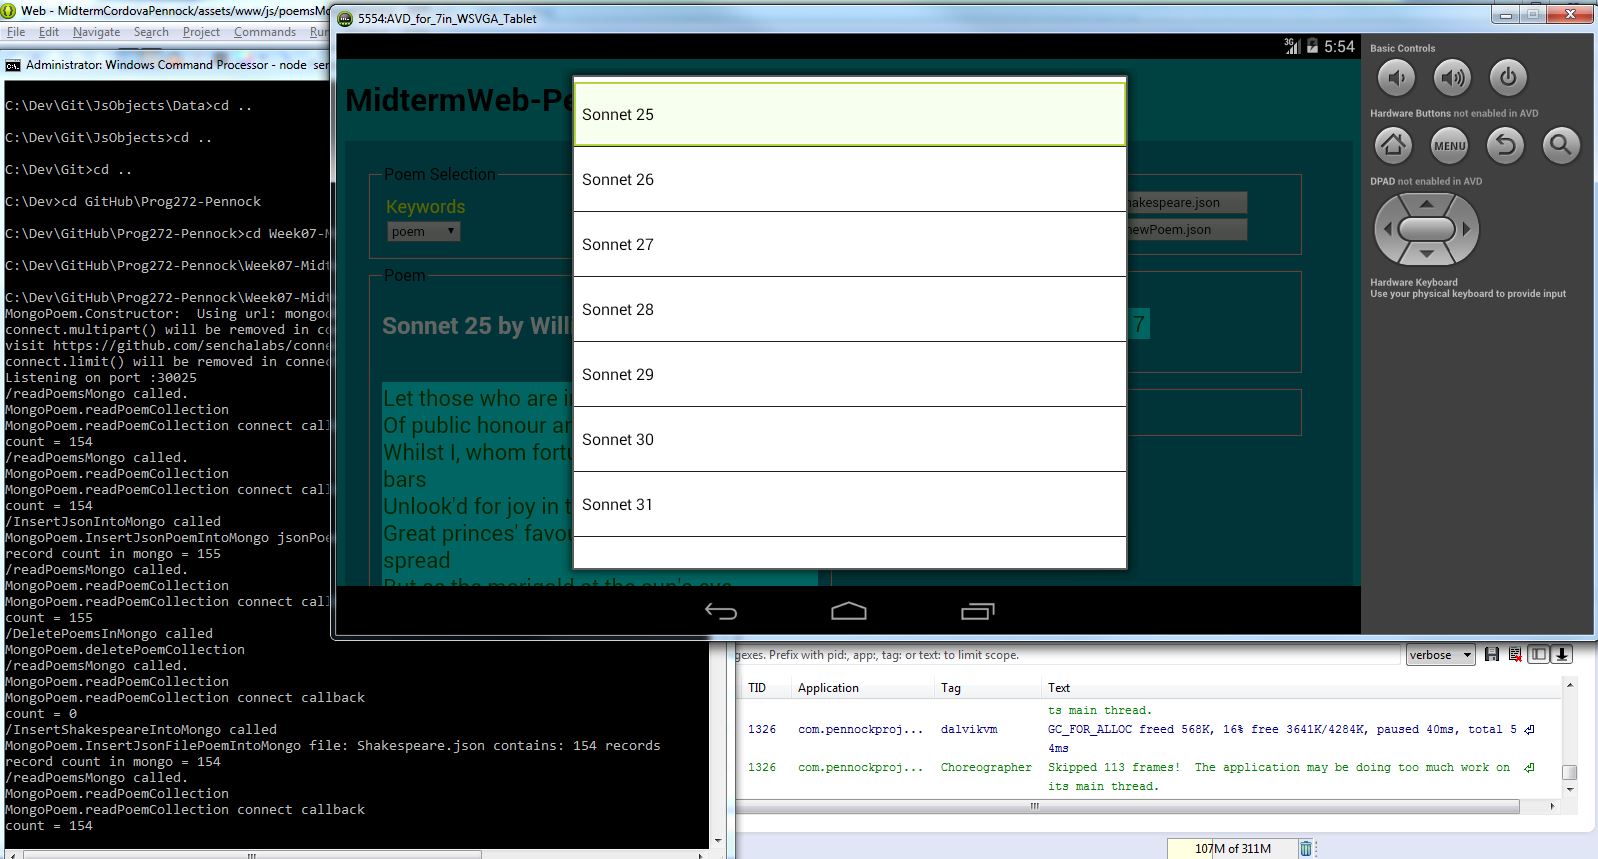 Web - MidtermCordovaPennock/assets/www/js/poemsMo
File Edit Navigate Search Project Commands Run
Administrator: Windows Command Processor - node ser
C:\Dev\Git\JsObjects\Data>cd ..
C:\Dev\Git\JsObjects>cd ..
C:\Dev\Git>cd ..
C:\Dev>cd GitHub\Prog272-Pennock
C:\Dev\GitHub\Prog272-Pennock>cd Week07-M
C:\Dev\GitHub\Prog272-Pennock\Week07-Midt
C:\Dev\GitHub\Prog272-Pennock\Week07-Midt
MongoPoem.Constructor: Using url: mongod
connect.multipart() will be removed in co
visit https://github.com/senchalabs/conne
connect.limit() will be removed in connec
Listening on port :30025
/readPoemsMongo called.
MongoPoem.readPoemCollection
MongoPoem.readPoemCollection connect call
count = 154
/readPoemsMongo called.
MongoPoem.readPoemCollection
MongoPoem.readPoemCollection connect call
count = 154
/InsertJsonIntoMongo called
MongoPoem.InsertJsonPoemIntoMongo jsonPoe
record count in mongo = 155
/readPoemsMongo called.
MongoPoem.readPoemCollection
MongoPoem.readPoemCollection connect call
count = 155
/DeletePoemsInMongo called
MongoPoem.deletePoemCollection
/readPoemsMongo called.
MongoPoem.readPoemCollection
MongoPoem.readPoemCollection connect callback
count = 0
/InsertShakespeareIntoMongo called
MongoPoem.InsertJsonFilePoemIntoMongo file: Shakespeare.json contains: 154 records
record count in mongo = 154
/readPoemsMongo called.
MongoPoem.readPoemCollection
MongoPoem.readPoemCollection connect callback
count = 154
5554:AVD_for_7in_WSVGA_Tablet
3G 5:54
MidtermWeb-Pe
Poem Selection
Keywords
poem
hakespeare.json
newPoem.json
Poem
Sonnet 25 by Willi
7
Let those who are in
Of public honour an
Whilst I, whom fortu
bars
Unlook'd for joy in t
Great princes' favou
spread
But as the marigold at the sun's eye
Sonnet 25
Sonnet 26
Sonnet 27
Sonnet 28
Sonnet 29
Sonnet 30
Sonnet 31
Basic Controls
Hardware Buttons not enabled in AVD
MENU
DPAD not enabled in AVD
Hardware Keyboard
Use your physical keyboard to provide input
gexes. Prefix with pid:, app:, tag: or text: to limit scope.
verbose
TID Application Tag Text
ts main thread.
1326 com.pennockproj... dalvikvm GC_FOR_ALLOC freed 568K, 16% free 3641K/4284K, paused 40ms, total 5
4ms
1326 com.pennockproj... Choreographer Skipped 113 frames! The application may be doing too much work on
its main thread.
107M of 311M